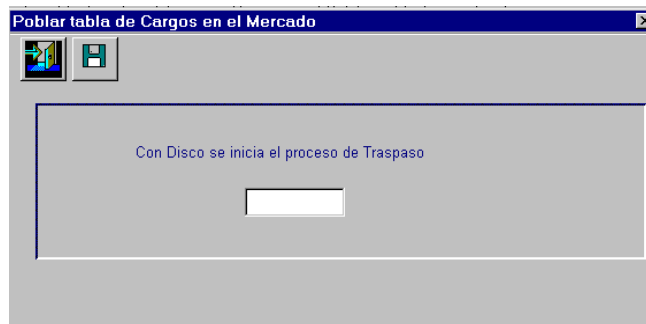 Poblar tabla de Cargos en el Mercado
Con Disco se inicia el proceso de Traspaso